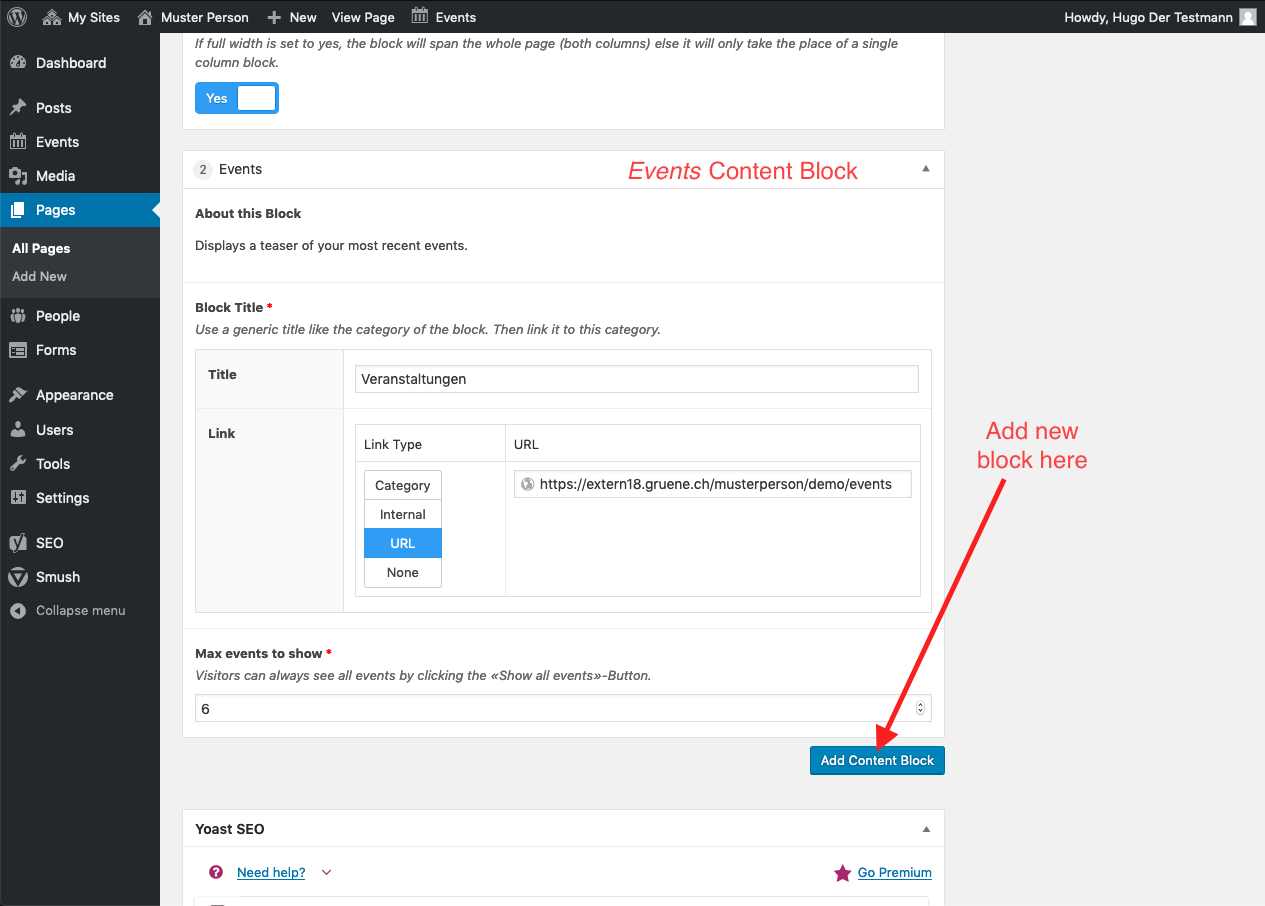 My Sites
Muster Person
New
View Page
Events
Howdy, Hugo Der Testmann
Dashboard
Posts
Events
Media
Pages
All Pages
Add New
People
Forms
Appearance
Users
Tools
Settings
SEO
Smush
Collapse menu
If full width is set to yes, the block will span the whole page (both columns) else it will only take the place of a single
column block.
Yes
2 Events
Events Content Block
About this Block
Displays a teaser of your most recent events.
Block Title *
Use a generic title like the category of the block. Then link it to this category.
Title
Veranstaltungen
Link
Link Type
URL
Category
Internal
URL
None
https://extern18.gruene.ch/musterperson/demo/events
Add new
block here
Max events to show *
Visitors can always see all events by clicking the «Show all events»-Button.
6
Add Content Block
Yoast SEO
Need help?
Go Premium